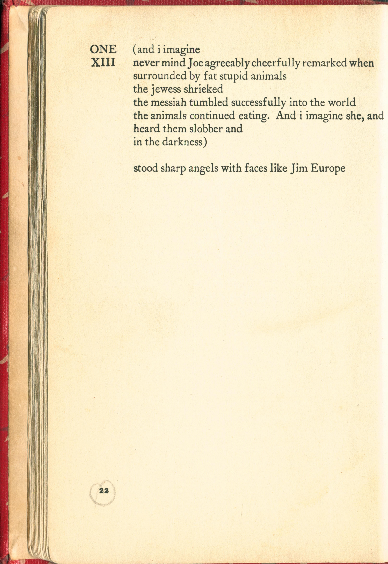 ONE (and i imagine
XIII never mind Joe agreeably cheerfully remarked when
surrounded by fat stupid animals
the jewess shrieked
the messiah tumbled successfully into the world
the animals continued eating. And i imagine she, and
heard them slobber and
in the darkness)
stood sharp angels with faces like Jim Europe
22